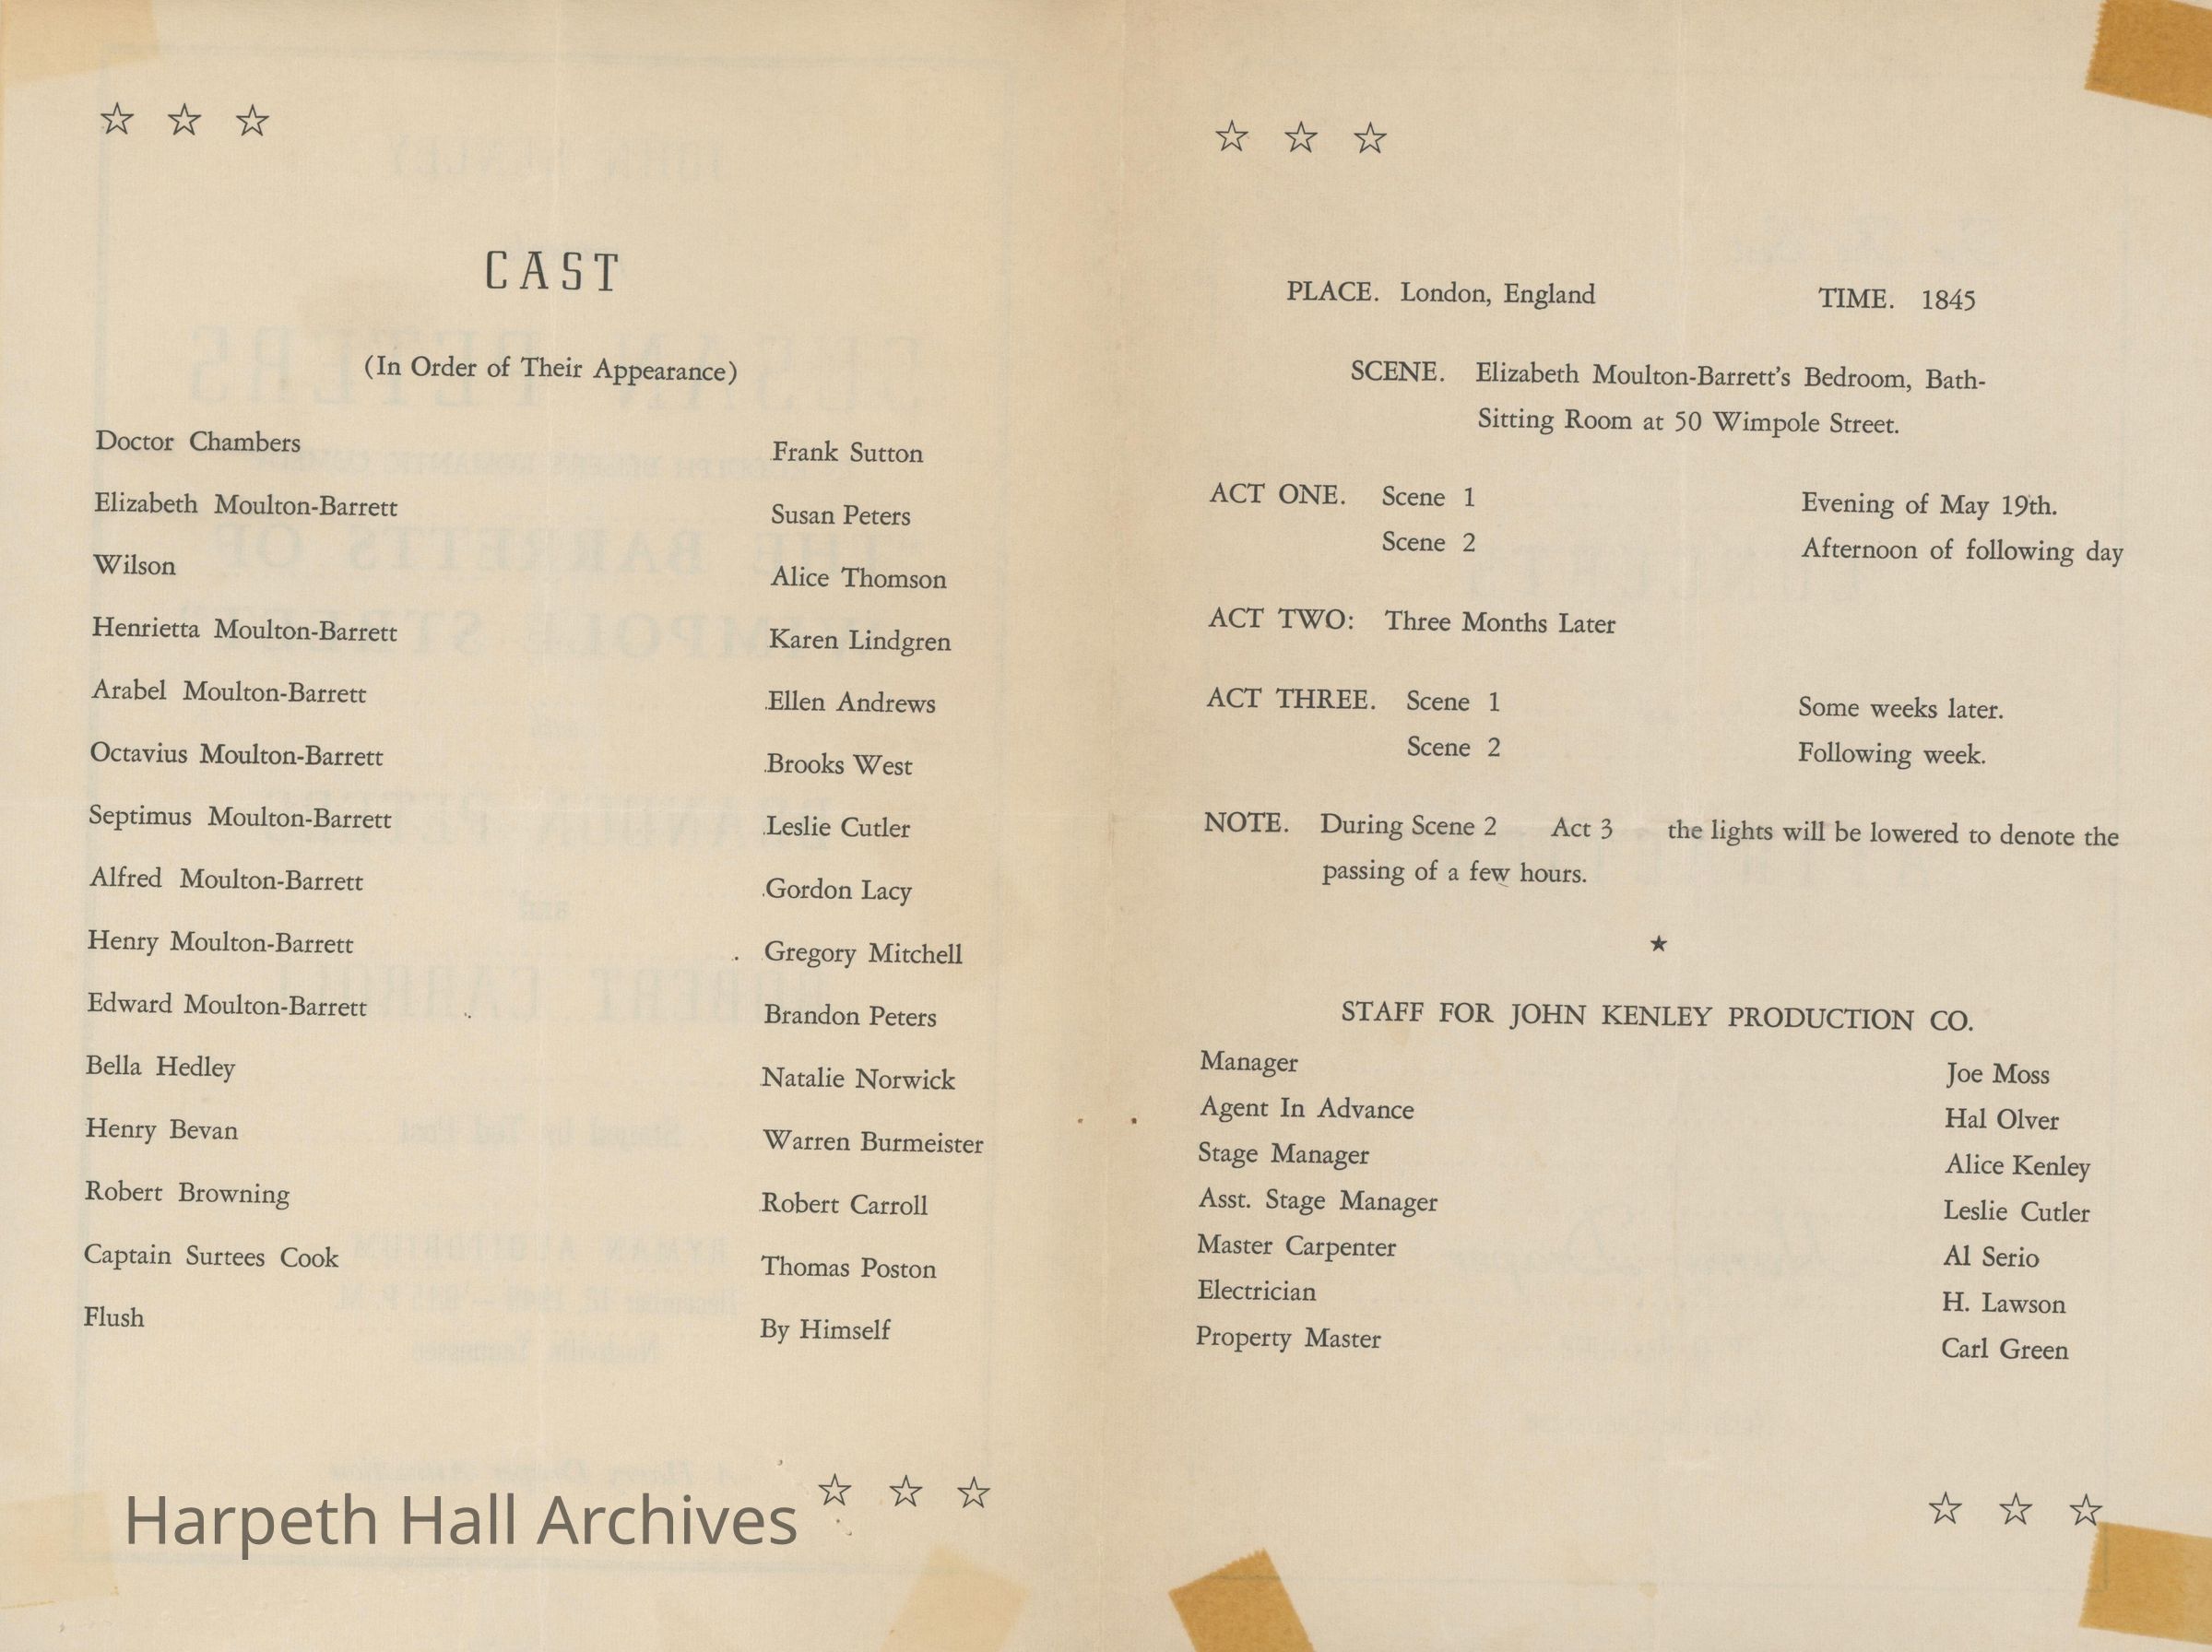 ☆ ☆ ☆
CAST
(In Order of Their Appearance)
Doctor Chambers Frank Sutton
Elizabeth Moulton-Barrett Susan Peters
Wilson Alice Thomson
Henrietta Moulton-Barrett Karen Lindgren
Arabel Moulton-Barrett Ellen Andrews
Octavius Moulton-Barrett Brooks West
Septimus Moulton-Barrett Leslie Cutler
Alfred Moulton-Barrett Gordon Lacy
Henry Moulton-Barrett Gregory Mitchell
Edward Moulton-Barrett Brandon Peters
Bella Hedley Natalie Norwick
Henry Bevan Warren Burmeister
Robert Browning Robert Carroll
Captain Surtees Cook Thomas Poston
Flush By Himself
☆ ☆ ☆
Harpeth Hall Archives
☆ ☆ ☆
PLACE. London, England TIME. 1845
SCENE. Elizabeth Moulton-Barrett's Bedroom, Bath-
Sitting Room at 50 Wimpole Street.
ACT ONE. Scene 1 Evening of May 19th.
Scene 2 Afternoon of following day
ACT TWO: Three Months Later
ACT THREE. Scene 1 Some weeks later.
Scene 2 Following week.
NOTE. During Scene 2 Act 3 the lights will be lowered to denote the
passing of a few hours.
★
STAFF FOR JOHN KENLEY PRODUCTION CO.
Manager Joe Moss
Agent In Advance Hal Olver
Stage Manager Alice Kenley
Asst. Stage Manager Leslie Cutler
Master Carpenter Al Serio
Electrician H. Lawson
Property Master Carl Green
☆ ☆ ☆